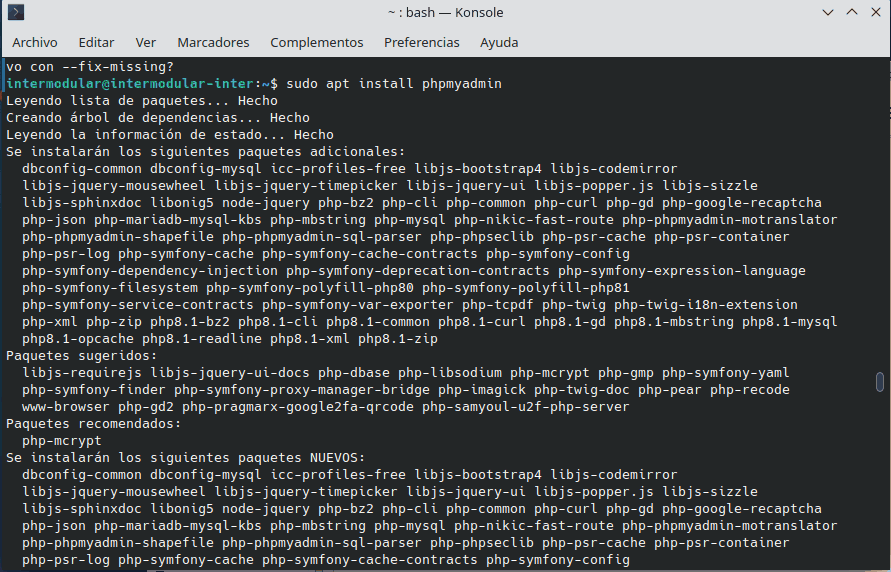 ~ : bash — Konsole
Archivo Editar Ver Marcadores Complementos Preferencias Ayuda
vo con --fix-missing?
intermodular@intermodular-inter:~$ sudo apt install phpmyadmin
Leyendo lista de paquetes... Hecho
Creando árbol de dependencias... Hecho
Leyendo la información de estado... Hecho
Se instalarán los siguientes paquetes adicionales:
dbconfig-common dbconfig-mysql icc-profiles-free libjs-bootstrap4 libjs-codemirror
libjs-jquery-mousewheel libjs-jquery-timepicker libjs-jquery-ui libjs-popper.js libjs-sizzle
libjs-sphinxdoc libonig5 node-jquery php-bz2 php-cli php-common php-curl php-gd php-google-recaptcha
php-json php-mariadb-mysql-kbs php-mbstring php-mysql php-nikic-fast-route php-phpmyadmin-motranslator
php-phpmyadmin-shapefile php-phpmyadmin-sql-parser php-phpseclib php-psr-cache php-psr-container
php-psr-log php-symfony-cache php-symfony-cache-contracts php-symfony-config
php-symfony-dependency-injection php-symfony-deprecation-contracts php-symfony-expression-language
php-symfony-filesystem php-symfony-polyfill-php80 php-symfony-polyfill-php81
php-symfony-service-contracts php-symfony-var-exporter php-tcpdf php-twig php-twig-i18n-extension
php-xml php-zip php8.1-bz2 php8.1-cli php8.1-common php8.1-curl php8.1-gd php8.1-mbstring php8.1-mysql
php8.1-opcache php8.1-readline php8.1-xml php8.1-zip
Paquetes sugeridos:
libjs-requirejs libjs-jquery-ui-docs php-dbase php-libsodium php-mcrypt php-gmp php-symfony-yaml
php-symfony-finder php-symfony-proxy-manager-bridge php-imagick php-twig-doc php-pear php-recode
www-browser php-gd2 php-pragmarx-google2fa-qrcode php-samyoul-u2f-php-server
Paquetes recomendados:
php-mcrypt
Se instalarán los siguientes paquetes NUEVOS:
dbconfig-common dbconfig-mysql icc-profiles-free libjs-bootstrap4 libjs-codemirror
libjs-jquery-mousewheel libjs-jquery-timepicker libjs-jquery-ui libjs-popper.js libjs-sizzle
libjs-sphinxdoc libonig5 node-jquery php-bz2 php-cli php-common php-curl php-gd php-google-recaptcha
php-json php-mariadb-mysql-kbs php-mbstring php-mysql php-nikic-fast-route php-phpmyadmin-motranslator
php-phpmyadmin-shapefile php-phpmyadmin-sql-parser php-phpseclib php-psr-cache php-psr-container
php-psr-log php-symfony-cache php-symfony-cache-contracts php-symfony-config